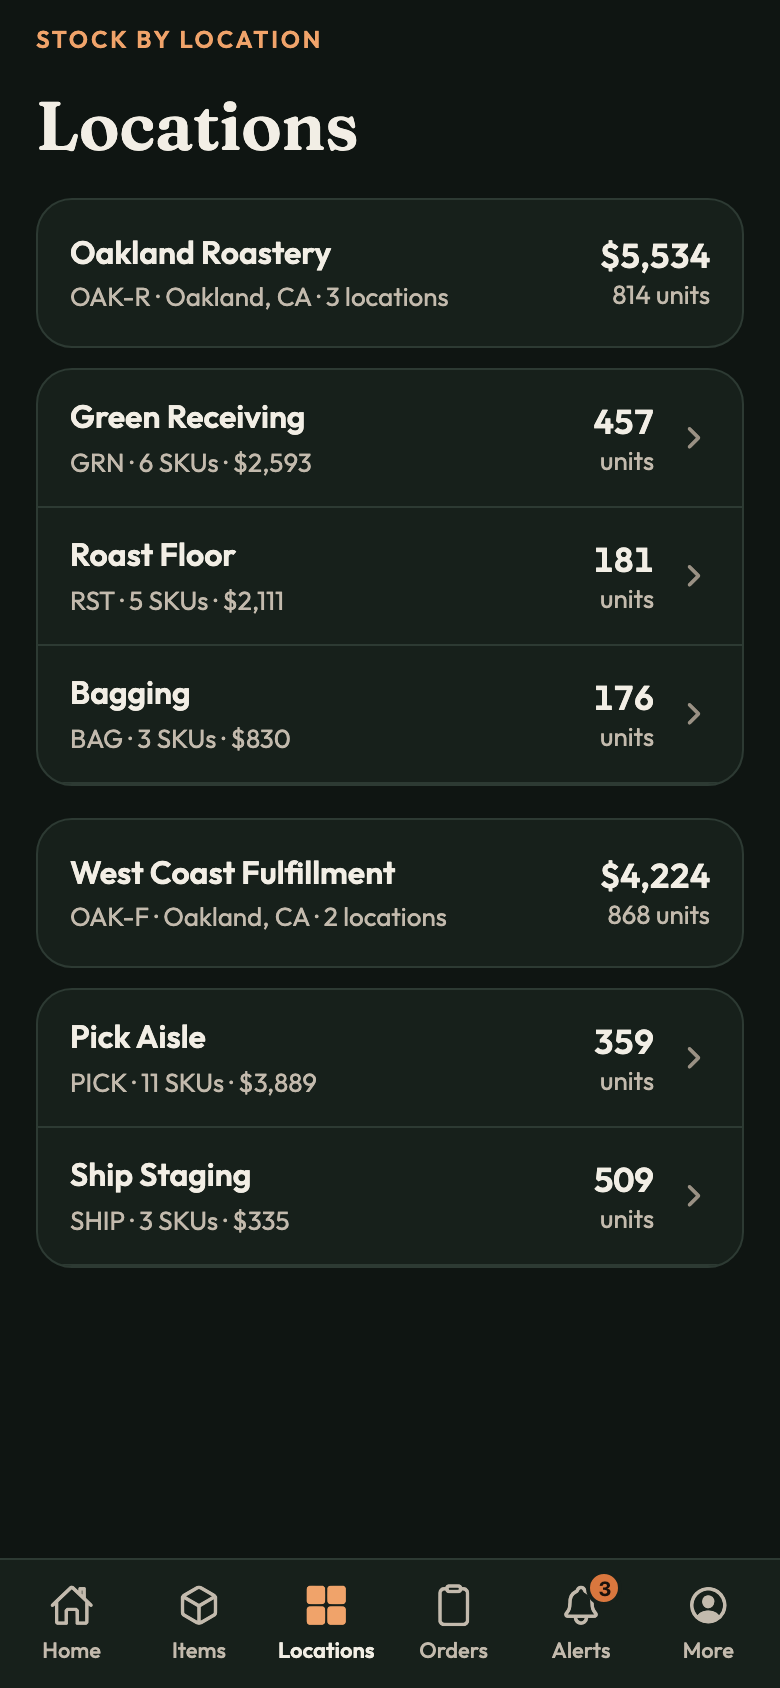 STOCK BY LOCATION
Locations
Oakland Roastery
$5,534
OAK-R · Oakland, CA · 3 locations
814 units
Green Receiving
457
GRN · 6 SKUs · $2,593
units
Roast Floor
181
RST · 5 SKUs · $2,111
units
Bagging
176
BAG · 3 SKUs · $830
units
West Coast Fulfillment
$4,224
OAK-F · Oakland, CA · 2 locations
868 units
Pick Aisle
359
PICK · 11 SKUs · $3,889
units
Ship Staging
509
SHIP · 3 SKUs · $335
units
3
Home Items Locations Orders Alerts More